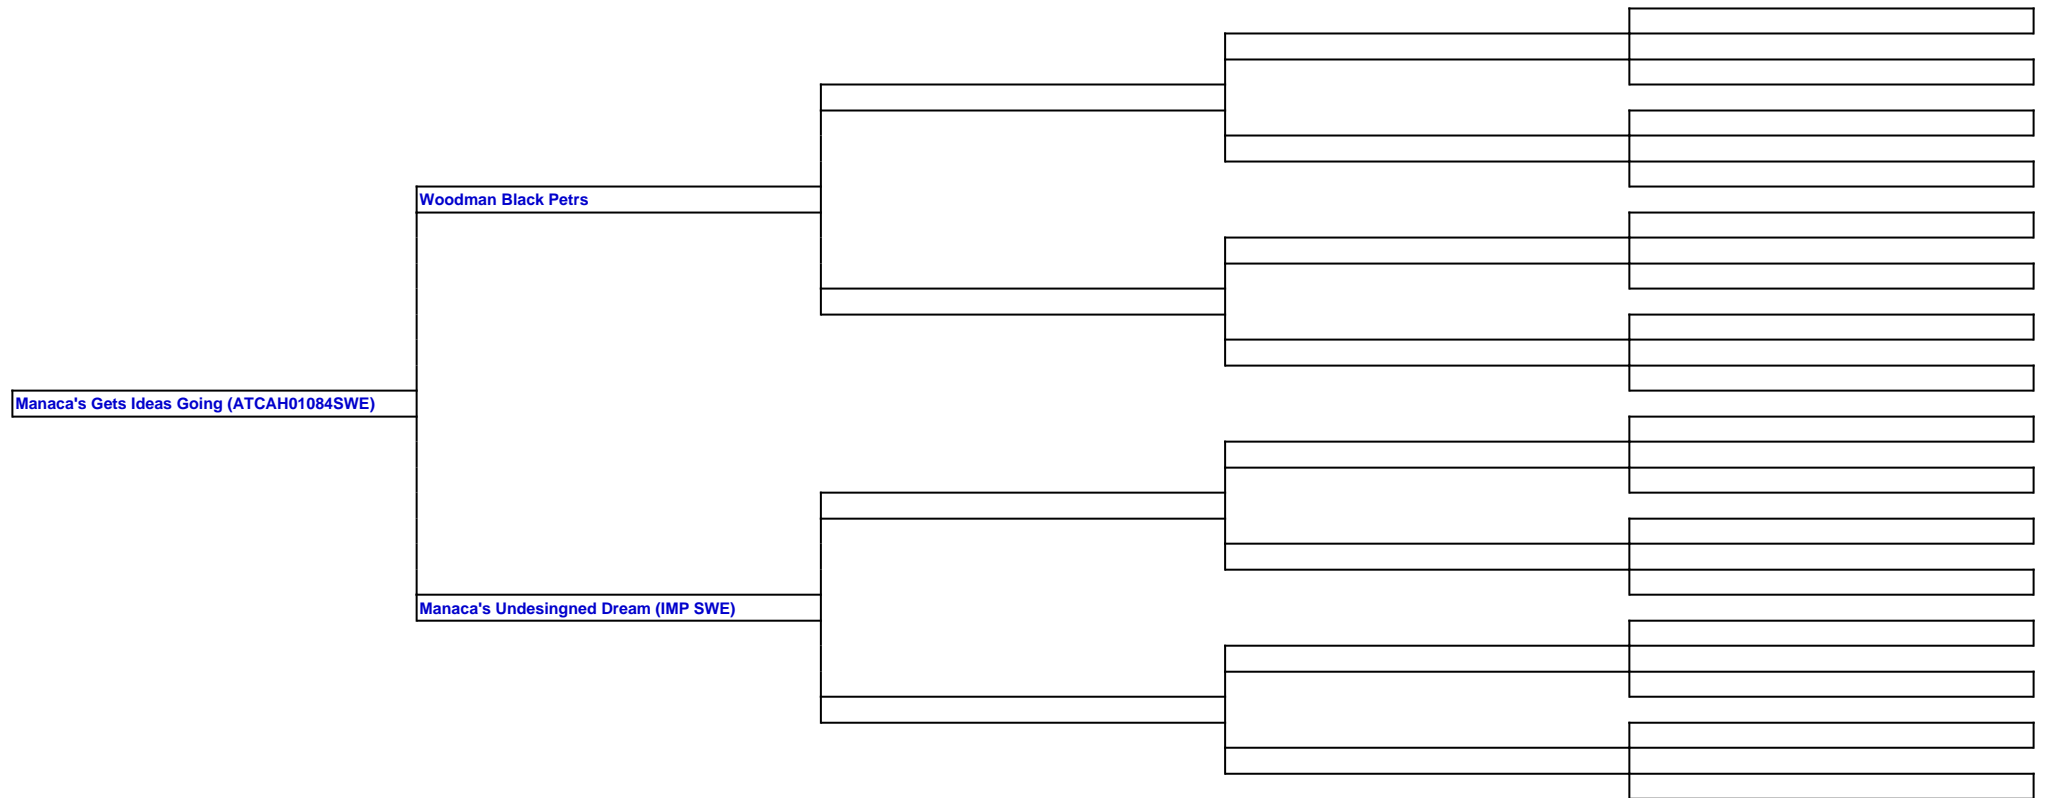 Woodman Black Petrs
Manaca's Gets Ideas Going (ATCAH01084SWE)
Manaca's Undesingned Dream (IMP SWE)